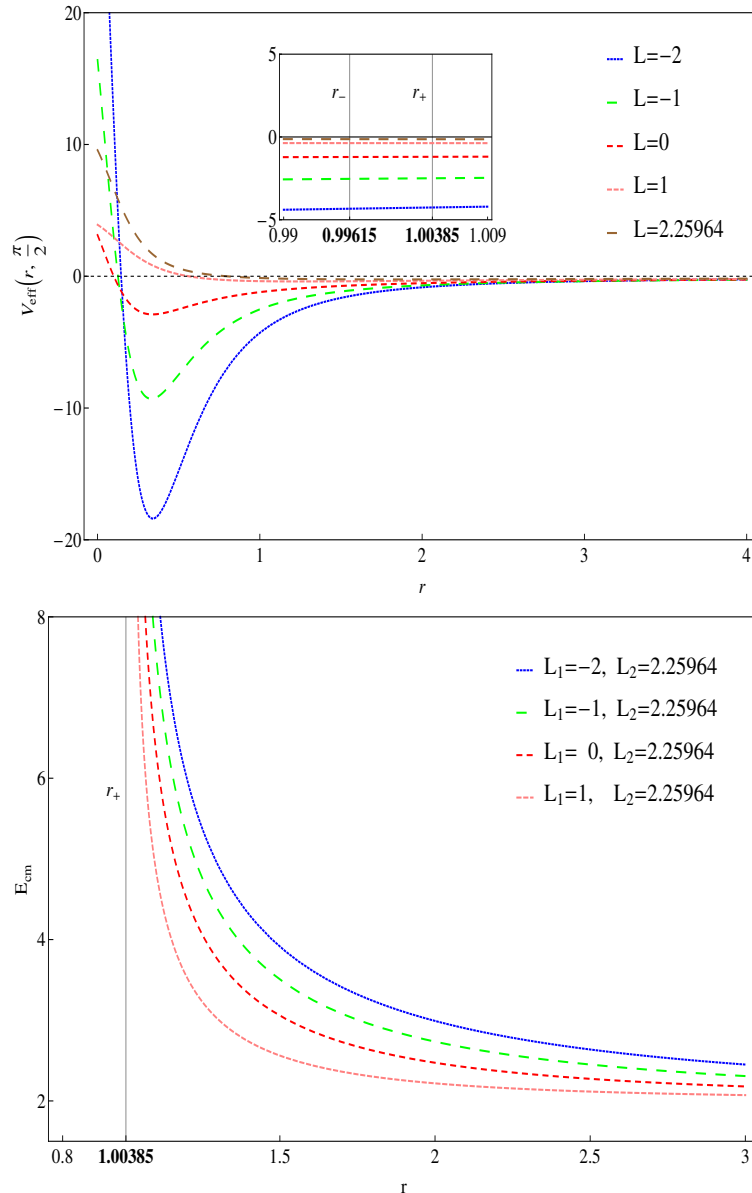 20
10
0
−10
−20
V_eff(r, π/2)
5
0
−5
r_−
r_+
0.99
0.99615
1.00385
1.009
L=−2
L=−1
L=0
L=1
L=2.25964
0
1
2
3
4
r
8
6
4
2
E_cm
r_+
L_1=−2, L_2=2.25964
L_1=−1, L_2=2.25964
L_1= 0, L_2=2.25964
L_1=1, L_2=2.25964
0.8
1.00385
1.5
2
2.5
3
r